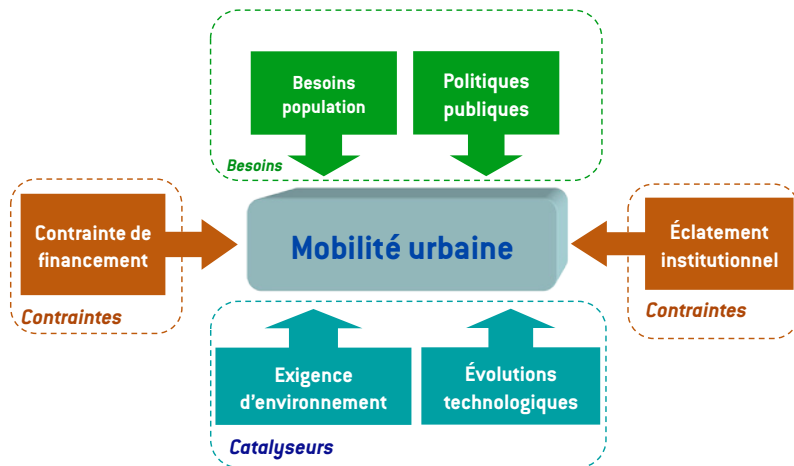 Besoins
population
Politiques
publiques
Besoins
Contrainte de
financement
Contraintes
Mobilité urbaine
Éclatement
institutionnel
Contraintes
Exigence
d'environnement
Évolutions
technologiques
Catalyseurs